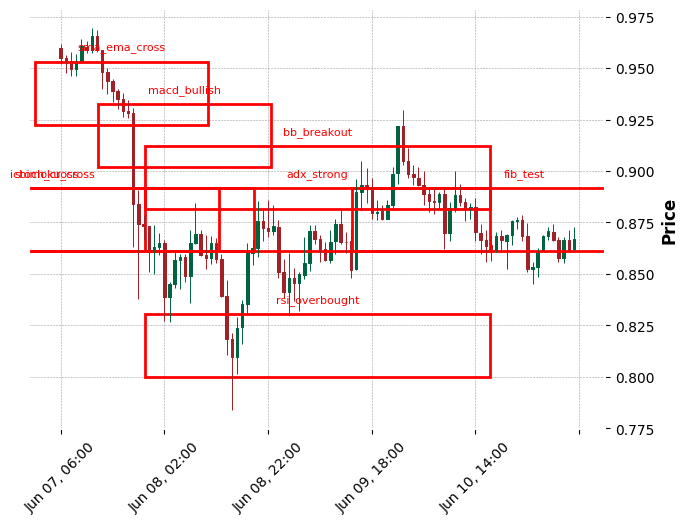 0.975
sma_ema_cross
0.950
macd_bullish
0.925
bb_breakout
0.900
stoch_cross
adx_strong
fib_test
0.875
Price
0.850
rsi_overbought
0.825
0.800
0.775
Jun 07, 06:00
Jun 08, 02:00
Jun 08, 22:00
Jun 09, 18:00
Jun 10, 14:00